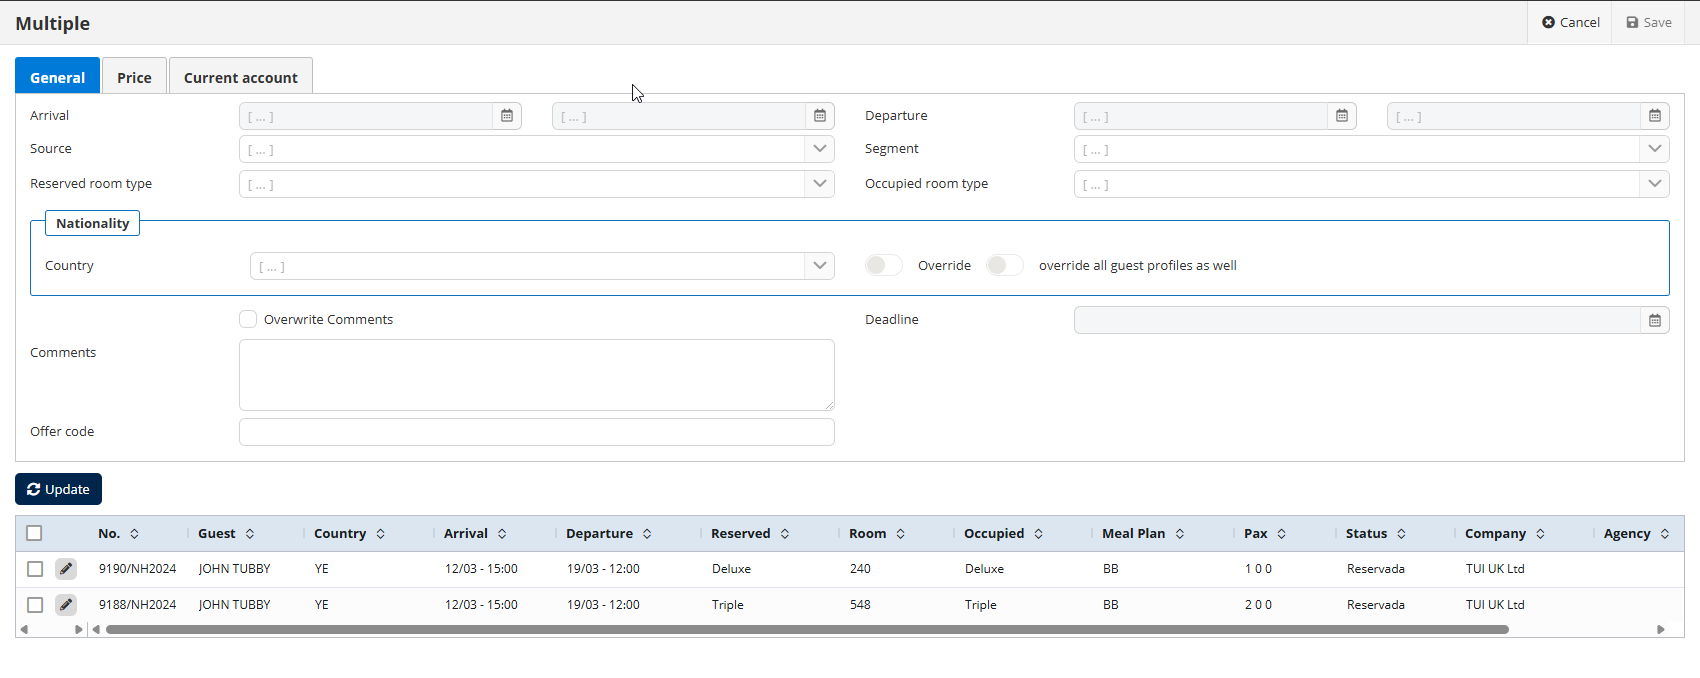 Multiple
Cancel Save
General Price Current account
Arrival [ ... ] [ ... ] Departure [ ... ] [ ... ]
Source [ ... ] Segment [ ... ]
Reserved room type [ ... ] Occupied room type [ ... ]
Nationality
Country [ ... ] Override override all guest profiles as well
Overwrite Comments Deadline
Comments
Offer code
Update
No. Guest Country Arrival Departure Reserved Room Occupied Meal Plan Pax Status Company Agency
9190/NH2024 JOHN TUBBY YE 12/03 - 15:00 19/03 - 12:00 Deluxe 240 Deluxe BB 1 0 0 Reservada TUI UK Ltd
9188/NH2024 JOHN TUBBY YE 12/03 - 15:00 19/03 - 12:00 Triple 548 Triple BB 2 0 0 Reservada TUI UK Ltd